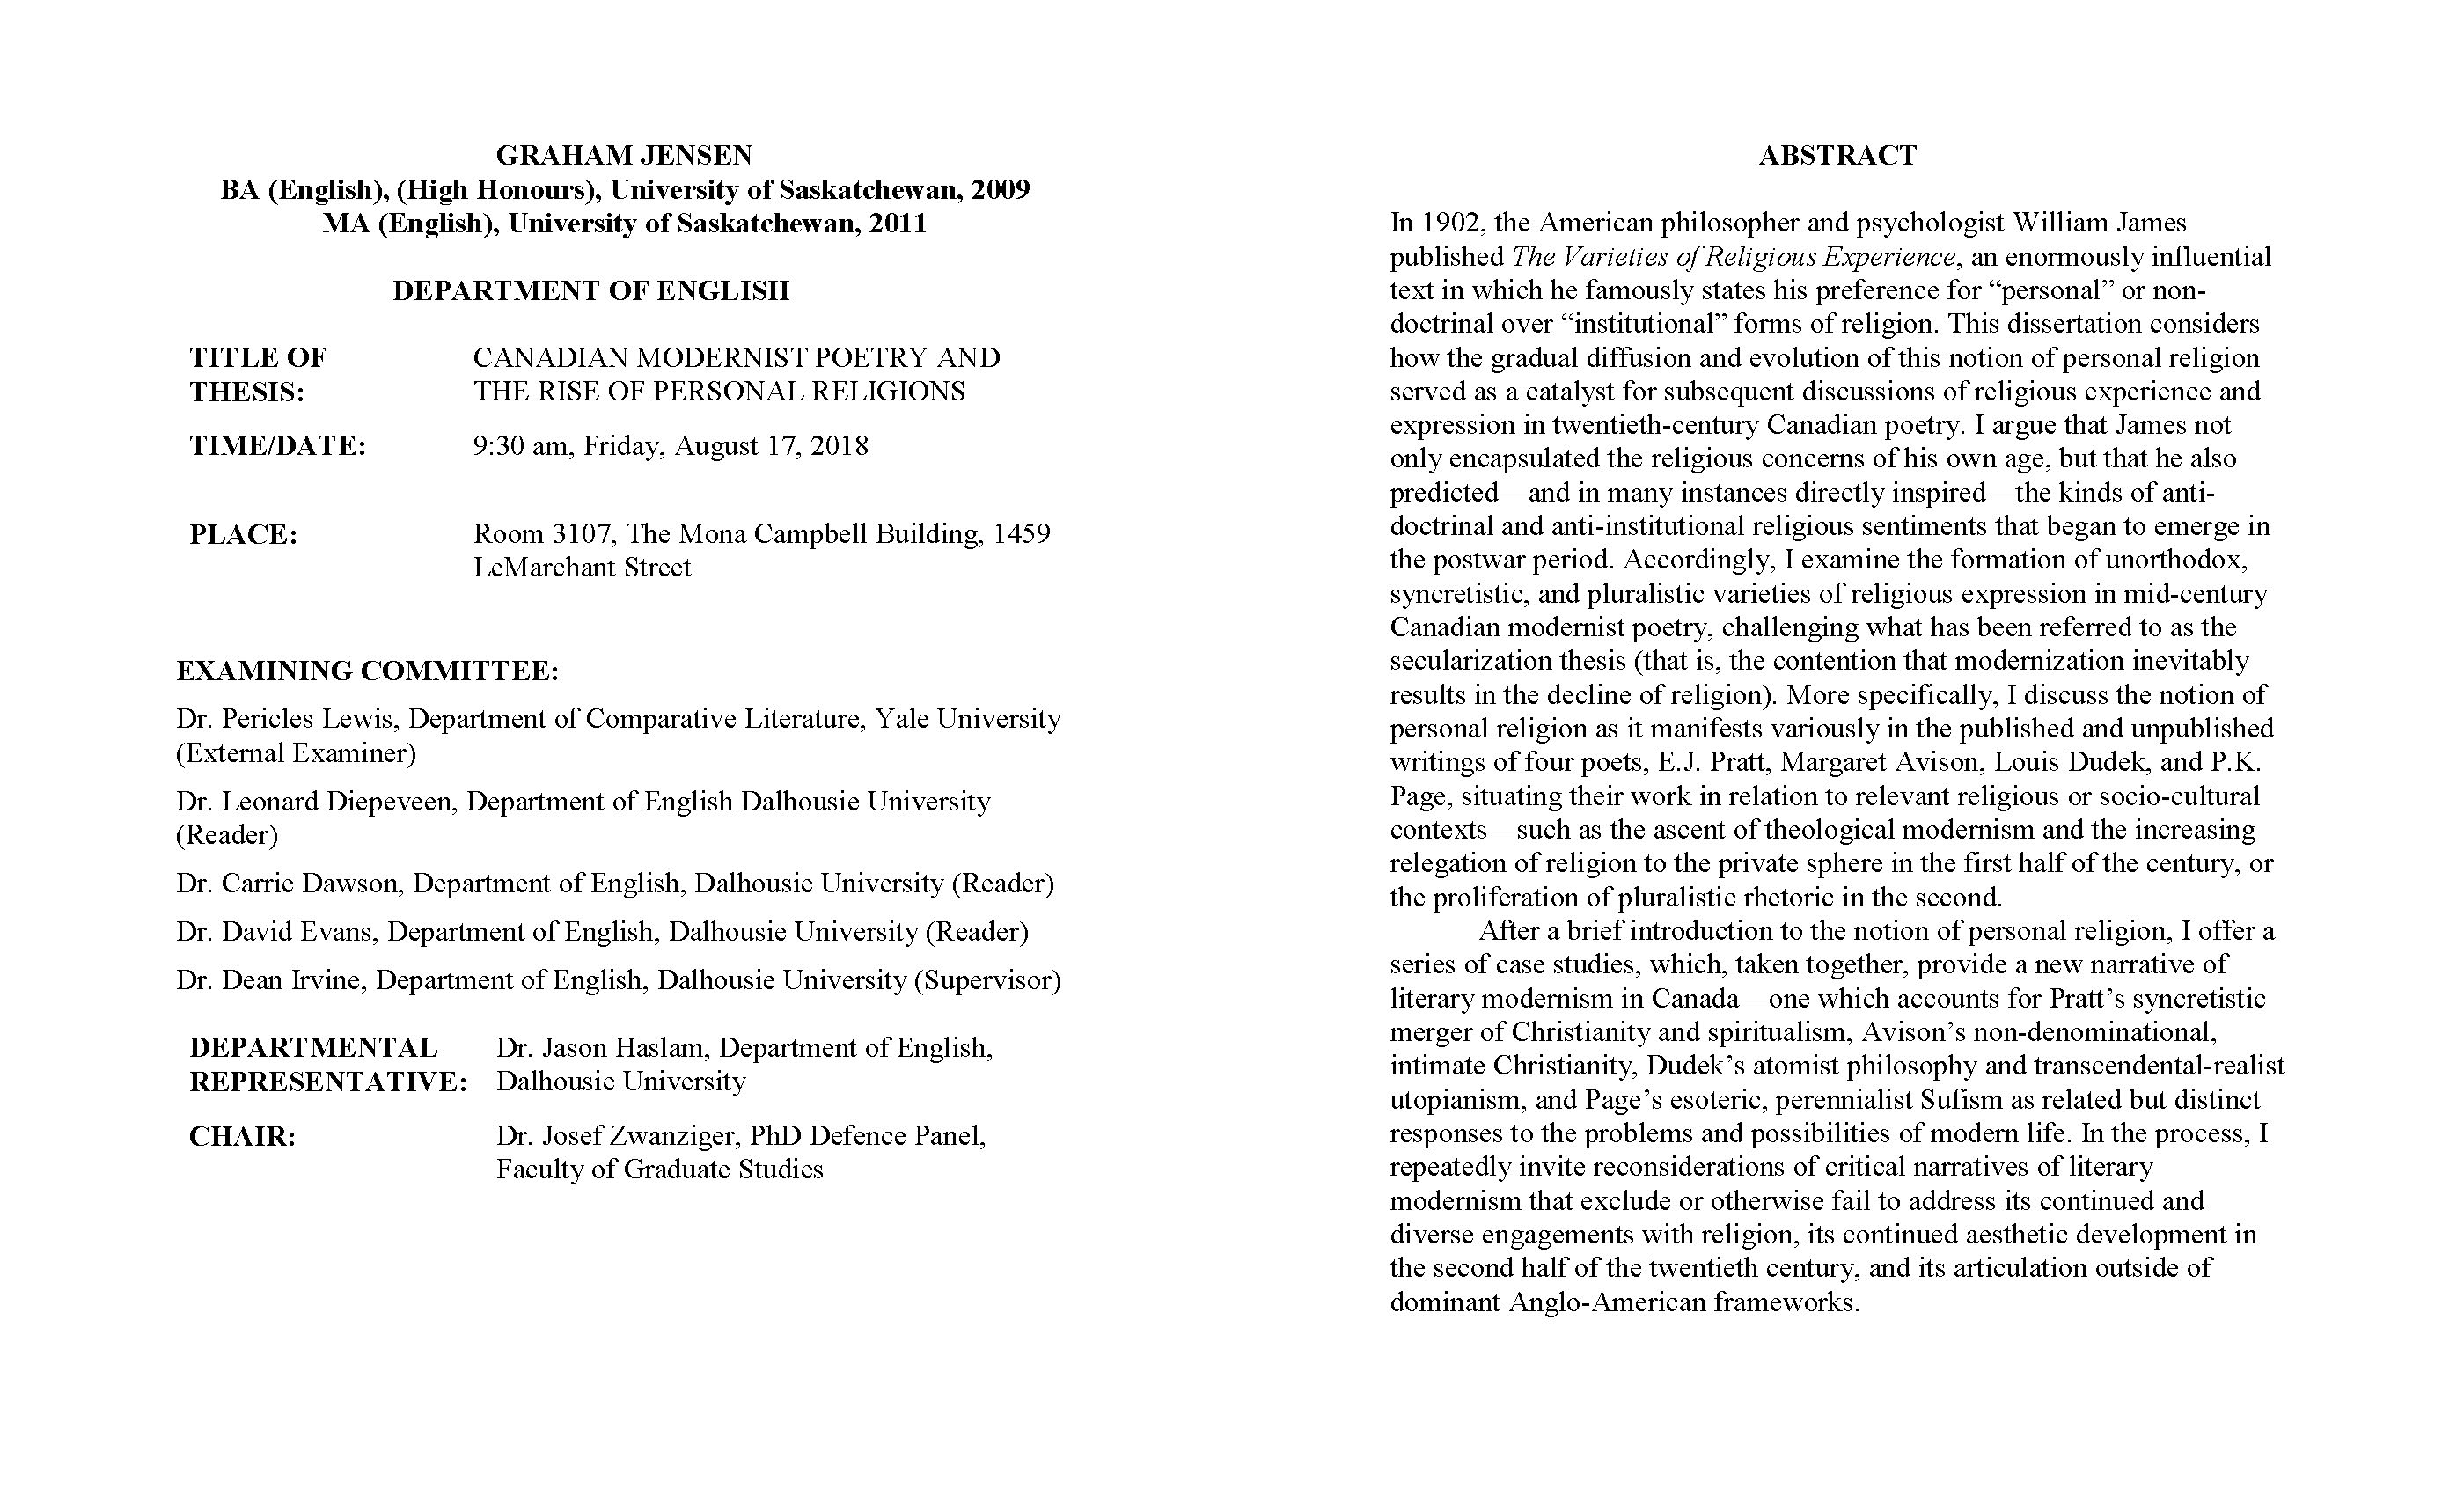 GRAHAM JENSEN
BA (English), (High Honours), University of Saskatchewan, 2009
MA (English), University of Saskatchewan, 2011
DEPARTMENT OF ENGLISH
TITLE OF THESIS: CANADIAN MODERNIST POETRY AND
THE RISE OF PERSONAL RELIGIONS
TIME/DATE: 9:30 am, Friday, August 17, 2018
PLACE: Room 3107, The Mona Campbell Building, 1459
LeMarchant Street
EXAMINING COMMITTEE:
Dr. Pericles Lewis, Department of Comparative Literature, Yale University
(External Examiner)
Dr. Leonard Diepeveen, Department of English Dalhousie University
(Reader)
Dr. Carrie Dawson, Department of English, Dalhousie University (Reader)
Dr. David Evans, Department of English, Dalhousie University (Reader)
Dr. Dean Irvine, Department of English, Dalhousie University (Supervisor)
DEPARTMENTAL REPRESENTATIVE: Dr. Jason Haslam, Department of English,
Dalhousie University
CHAIR: Dr. Josef Zwanziger, PhD Defence Panel,
Faculty of Graduate Studies
ABSTRACT
In 1902, the American philosopher and psychologist William James
published The Varieties of Religious Experience, an enormously influential
text in which he famously states his preference for “personal” or non-
doctrinal over “institutional” forms of religion. This dissertation considers
how the gradual diffusion and evolution of this notion of personal religion
served as a catalyst for subsequent discussions of religious experience and
expression in twentieth-century Canadian poetry. I argue that James not
only encapsulated the religious concerns of his own age, but that he also
predicted—and in many instances directly inspired—the kinds of anti-
doctrinal and anti-institutional religious sentiments that began to emerge in
the postwar period. Accordingly, I examine the formation of unorthodox,
syncretistic, and pluralistic varieties of religious expression in mid-century
Canadian modernist poetry, challenging what has been referred to as the
secularization thesis (that is, the contention that modernization inevitably
results in the decline of religion). More specifically, I discuss the notion of
personal religion as it manifests variously in the published and unpublished
writings of four poets, E.J. Pratt, Margaret Avison, Louis Dudek, and P.K.
Page, situating their work in relation to relevant religious or socio-cultural
contexts—such as the ascent of theological modernism and the increasing
relegation of religion to the private sphere in the first half of the century, or
the proliferation of pluralistic rhetoric in the second.
After a brief introduction to the notion of personal religion, I offer a
series of case studies, which, taken together, provide a new narrative of
literary modernism in Canada—one which accounts for Pratt’s syncretistic
merger of Christianity and spiritualism, Avison’s non-denominational,
intimate Christianity, Dudek’s atomist philosophy and transcendental-realist
utopianism, and Page’s esoteric, perennialist Sufism as related but distinct
responses to the problems and possibilities of modern life. In the process, I
repeatedly invite reconsiderations of critical narratives of literary
modernism that exclude or otherwise fail to address its continued and
diverse engagements with religion, its continued aesthetic development in
the second half of the twentieth century, and its articulation outside of
dominant Anglo-American frameworks.